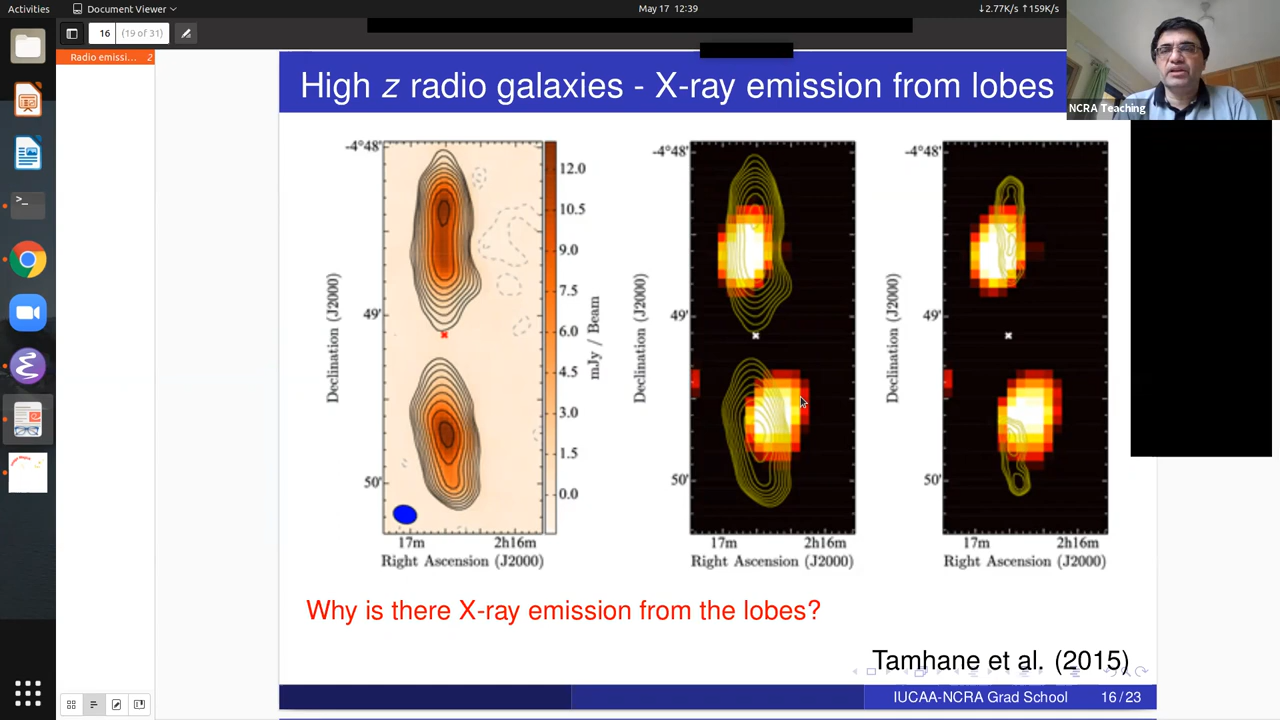 Activities
Document Viewer
May 17 12:39
↓2.77K/s ↑159K/s
16
(19 of 31)
Radio emissi... 2
NCRA Teaching
High z radio galaxies - X-ray emission from lobes
-4°48'
49'
50'
Declination (J2000)
17m
2h16m
Right Ascension (J2000)
12.0
10.5
9.0
7.5
6.0
4.5
3.0
1.5
0.0
mJy / Beam
-4°48'
49'
50'
Declination (J2000)
17m
2h16m
Right Ascension (J2000)
-4°48'
49'
50'
Declination (J2000)
17m
2h16m
Right Ascension (J2000)
Why is there X-ray emission from the lobes?
Tamhane et al. (2015)
IUCAA-NCRA Grad School
16/23